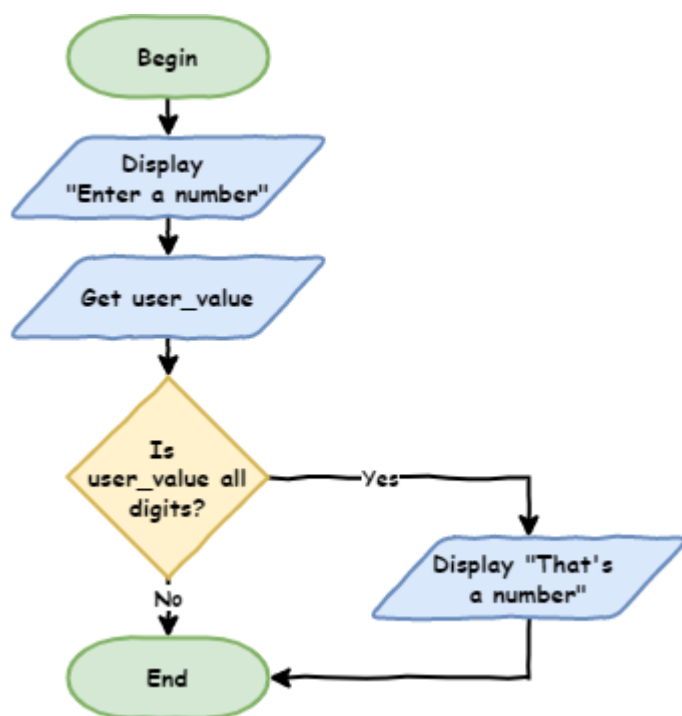 Begin
Display
"Enter a number"
Get user_value
Is
user_value all
digits?
Yes
Display "That's
a number"
No
End